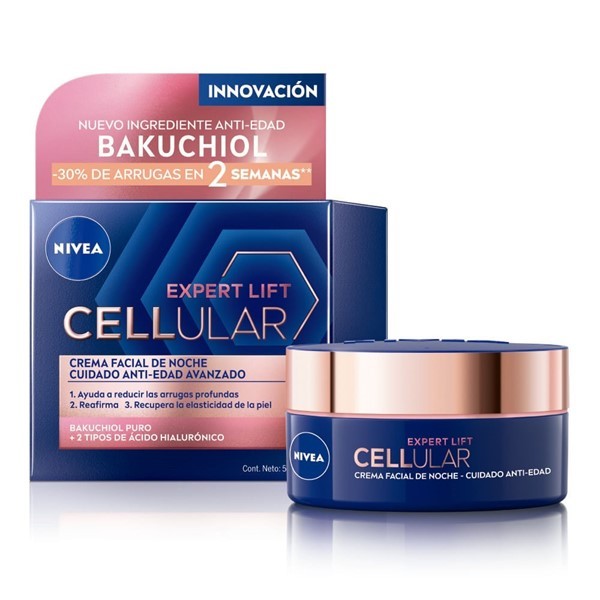 INNOVACIÓN
NUEVO INGREDIENTE ANTI-EDAD
BAKUCHIOL
-30% DE ARRUGAS EN 2 SEMANAS**
NIVEA
EXPERT LIFT
CELLULAR
CREMA FACIAL DE NOCHE
CUIDADO ANTI-EDAD AVANZADO
1. Ayuda a reducir las arrugas profundas
2. Reafirma 3. Recupera la elasticidad de la piel
BAKUCHIOL PURO
+ 2 TIPOS DE ÁCIDO HIALURÓNICO
Cont. Neto: 5
NIVEA
EXPERT LIFT
CELLULAR
CREMA FACIAL DE NOCHE - CUIDADO ANTI-EDAD